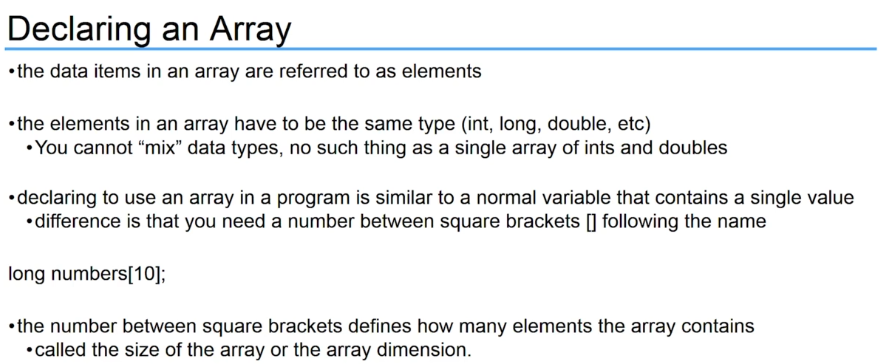 Declaring an Array
•the data items in an array are referred to as elements
•the elements in an array have to be the same type (int, long, double, etc)
•You cannot “mix” data types, no such thing as a single array of ints and doubles
•declaring to use an array in a program is similar to a normal variable that contains a single value
•difference is that you need a number between square brackets [] following the name
long numbers[10];
•the number between square brackets defines how many elements the array contains
•called the size of the array or the array dimension.